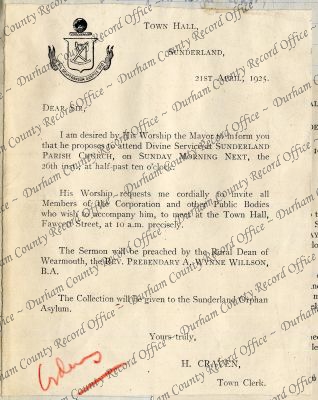 Town Hall,
Sunderland,
21st April, 1925.
Dear Sir,
I am desired by His Worship the Mayor to inform you
that he proposes to attend Divine Service at Sunderland
Parish Church, on Sunday Morning Next, the
26th inst., at half-past ten o'clock.
His Worship requests me cordially to invite all
Members of the Corporation and other Public Bodies
who wish to accompany him, to meet at the Town Hall,
Fawcett Street, at 10 a.m. precisely.
The Sermon will be preached by the Rural Dean of
Wearmouth, the Rev. Prebendary A. Wynne Willson,
B.A.
The Collection will be given to the Sunderland Orphan
Asylum.
Yours truly,
H. Craven,
Town Clerk.
Durham County Record Office ~ Durham County Record Office